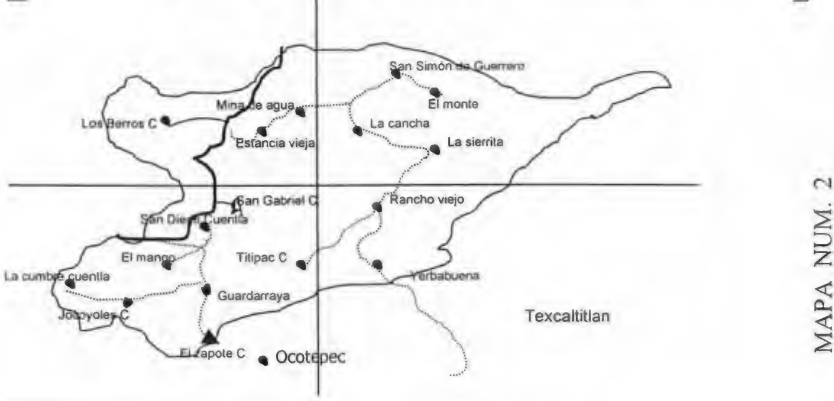 San Simón de Guerrero
El monte
Mina de agua
Los Berros C
La cancha
Estancia vieja
La sierrita
San Gabriel C
Rancho viejo
San Diego Cuentla
El mango
Titipac C
Yerbabuena
La cumbre cuentla
Guardarraya
Jocoyoles C
Texcaltitlan
El zapote C
Ocotepec
MAPA NUM. 2